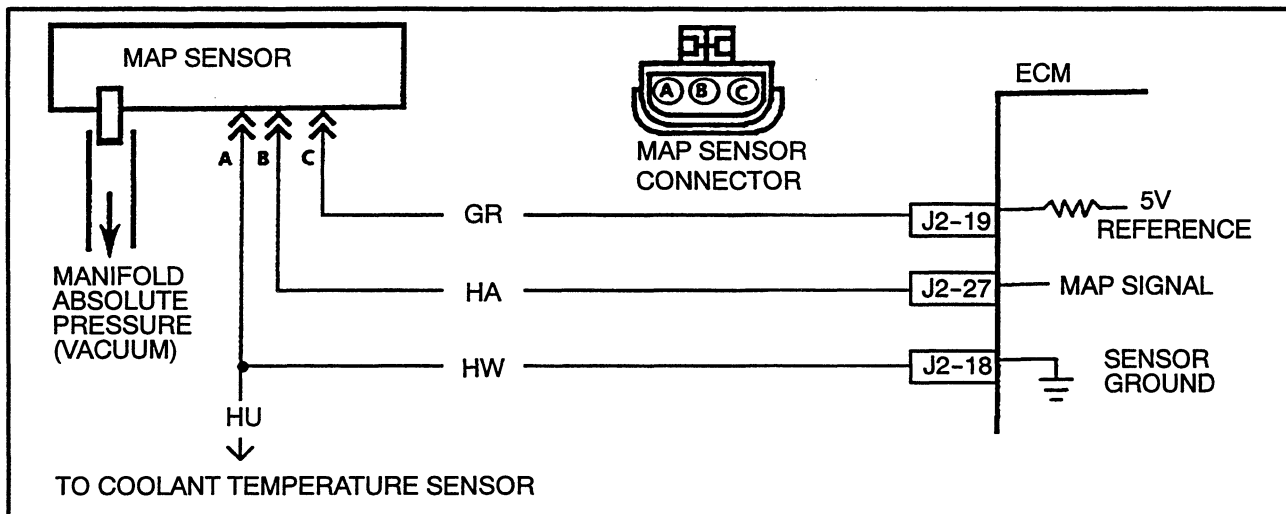 MAP SENSOR
A
B
C
MANIFOLD
ABSOLUTE
PRESSURE
(VACUUM)
A B C
MAP SENSOR
CONNECTOR
ECM
GR
J2-19
5V
REFERENCE
HA
J2-27
MAP SIGNAL
HW
J2-18
SENSOR
GROUND
HU
TO COOLANT TEMPERATURE SENSOR